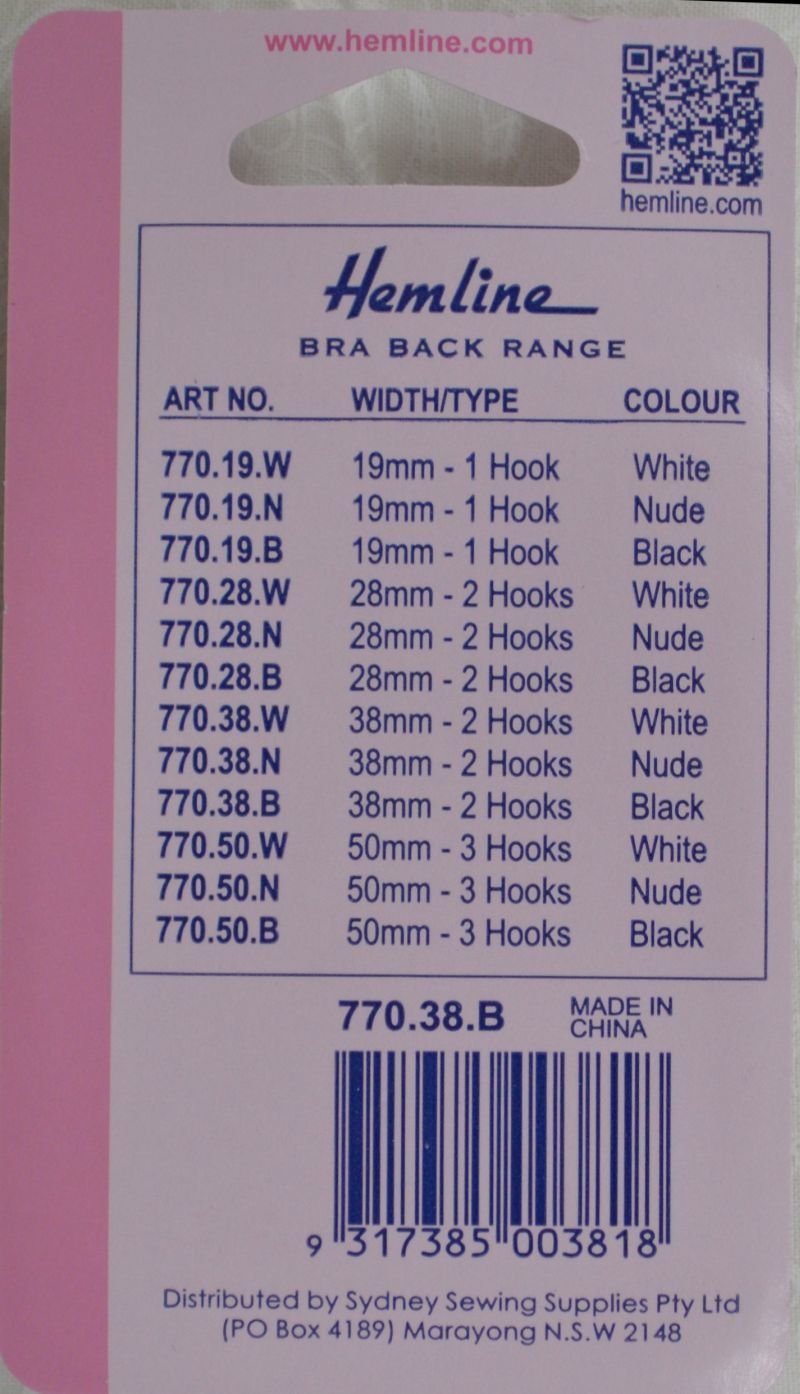 www.hemline.com
hemline.com
Hemline
BRA BACK RANGE
ART NO. WIDTH/TYPE COLOUR
770.19.W 19mm - 1 Hook White
770.19.N 19mm - 1 Hook Nude
770.19.B 19mm - 1 Hook Black
770.28.W 28mm - 2 Hooks White
770.28.N 28mm - 2 Hooks Nude
770.28.B 28mm - 2 Hooks Black
770.38.W 38mm - 2 Hooks White
770.38.N 38mm - 2 Hooks Nude
770.38.B 38mm - 2 Hooks Black
770.50.W 50mm - 3 Hooks White
770.50.N 50mm - 3 Hooks Nude
770.50.B 50mm - 3 Hooks Black
770.38.B
MADE IN
CHINA
9 317385 003818
Distributed by Sydney Sewing Supplies Pty Ltd
(PO Box 4189) Marayong N.S.W 2148